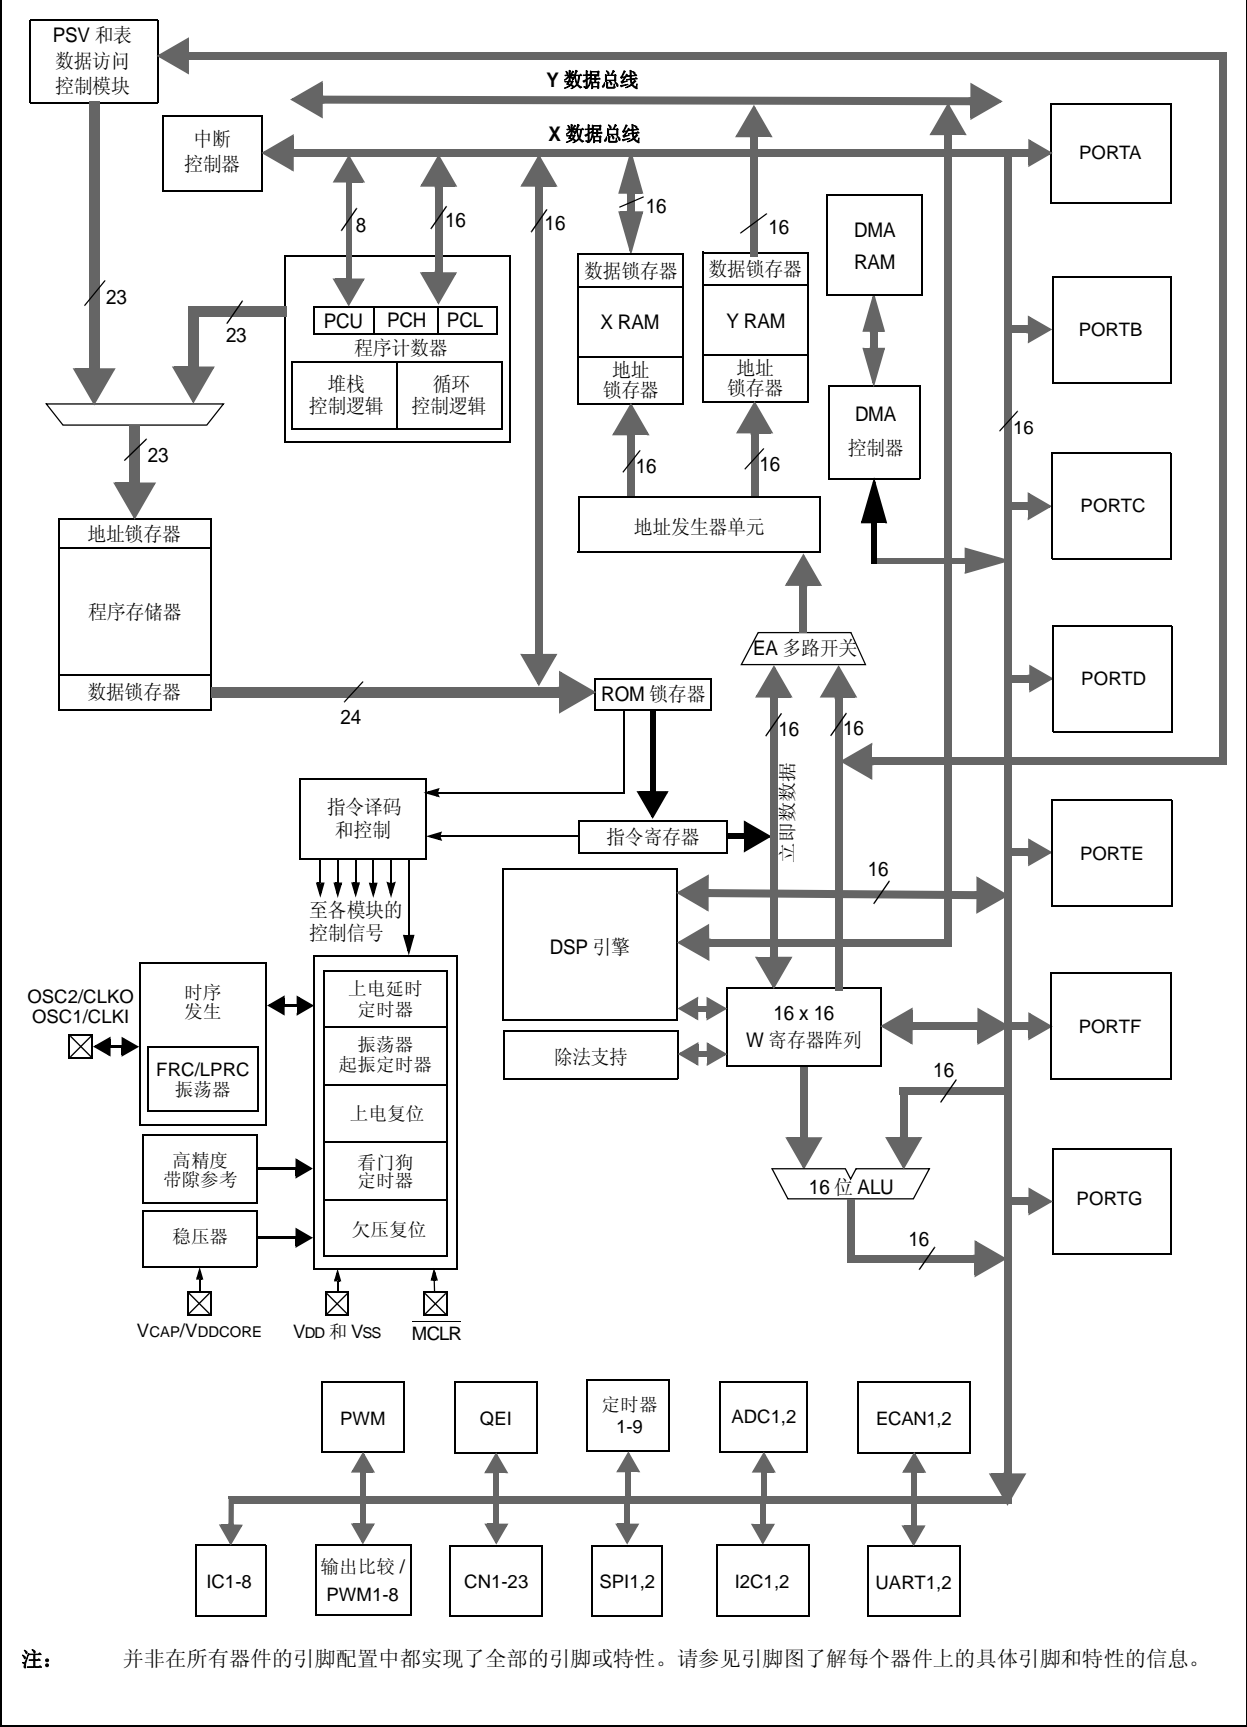 PSV 和表
数据访问
控制模块
Y 数据总线
X 数据总线
中断
控制器
PORTA
8
16
16
16
16
DMA
RAM
数据锁存器
数据锁存器
23
23
PCU
PCH
PCL
X RAM
Y RAM
PORTB
程序计数器
堆栈
控制逻辑
循环
控制逻辑
地址
锁存器
地址
锁存器
DMA
控制器
16
23
16
16
PORTC
地址锁存器
地址发生器单元
程序存储器
EA 多路开关
PORTD
数据锁存器
24
ROM 锁存器
16
16
立即数数据
指令译码
和控制
指令寄存器
PORTE
16
至各模块的
控制信号
DSP 引擎
OSC2/CLKO
OSC1/CLKI
时序
发生
上电延时
定时器
16 x 16
W 寄存器阵列
PORTF
振荡器
起振定时器
除法支持
FRC/LPRC
振荡器
16
上电复位
高精度
带隙参考
看门狗
定时器
16 位 ALU
PORTG
稳压器
欠压复位
16
VCAP/VDDCORE
VDD 和 VSS
MCLR
PWM
QEI
定时器
1-9
ADC1,2
ECAN1,2
IC1-8
输出比较 /
PWM1-8
CN1-23
SPI1,2
I2C1,2
UART1,2
注： 并非在所有器件的引脚配置中都实现了全部的引脚或特性。请参见引脚图了解每个器件上的具体引脚和特性的信息。